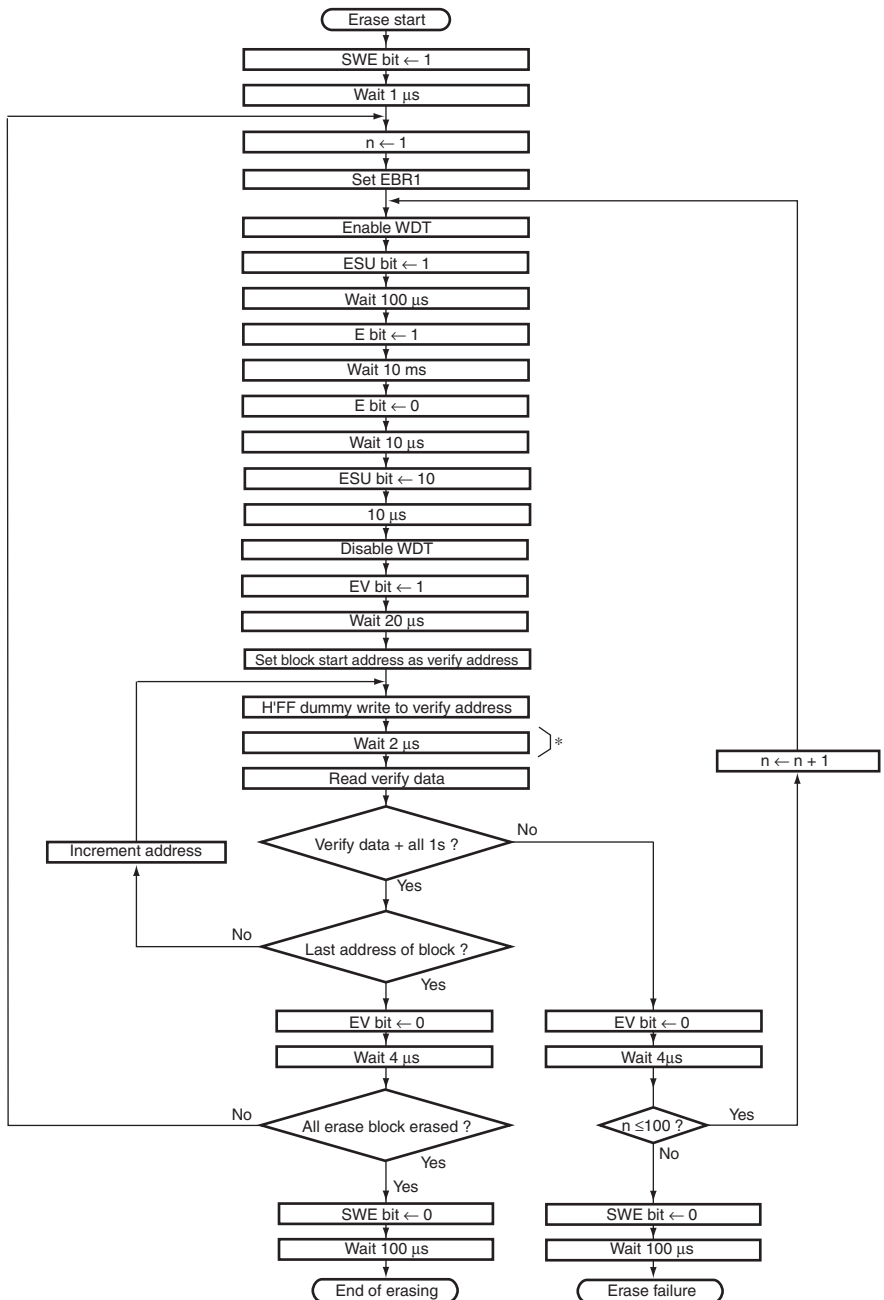 Erase start
SWE bit ← 1
Wait 1 μs
n ← 1
Set EBR1
Enable WDT
ESU bit ← 1
Wait 100 μs
E bit ← 1
Wait 10 ms
E bit ← 0
Wait 10 μs
ESU bit ← 10
10 μs
Disable WDT
EV bit ← 1
Wait 20 μs
Set block start address as verify address
H'FF dummy write to verify address
Wait 2 μs
*
n ← n + 1
Read verify data
No
Verify data + all 1s ?
Increment address
Yes
No
Last address of block ?
Yes
EV bit ← 0
EV bit ← 0
Wait 4 μs
Wait 4μs
No
All erase block erased ?
n ≤100 ?
Yes
Yes
No
Yes
SWE bit ← 0
SWE bit ← 0
Wait 100 μs
Wait 100 μs
End of erasing
Erase failure